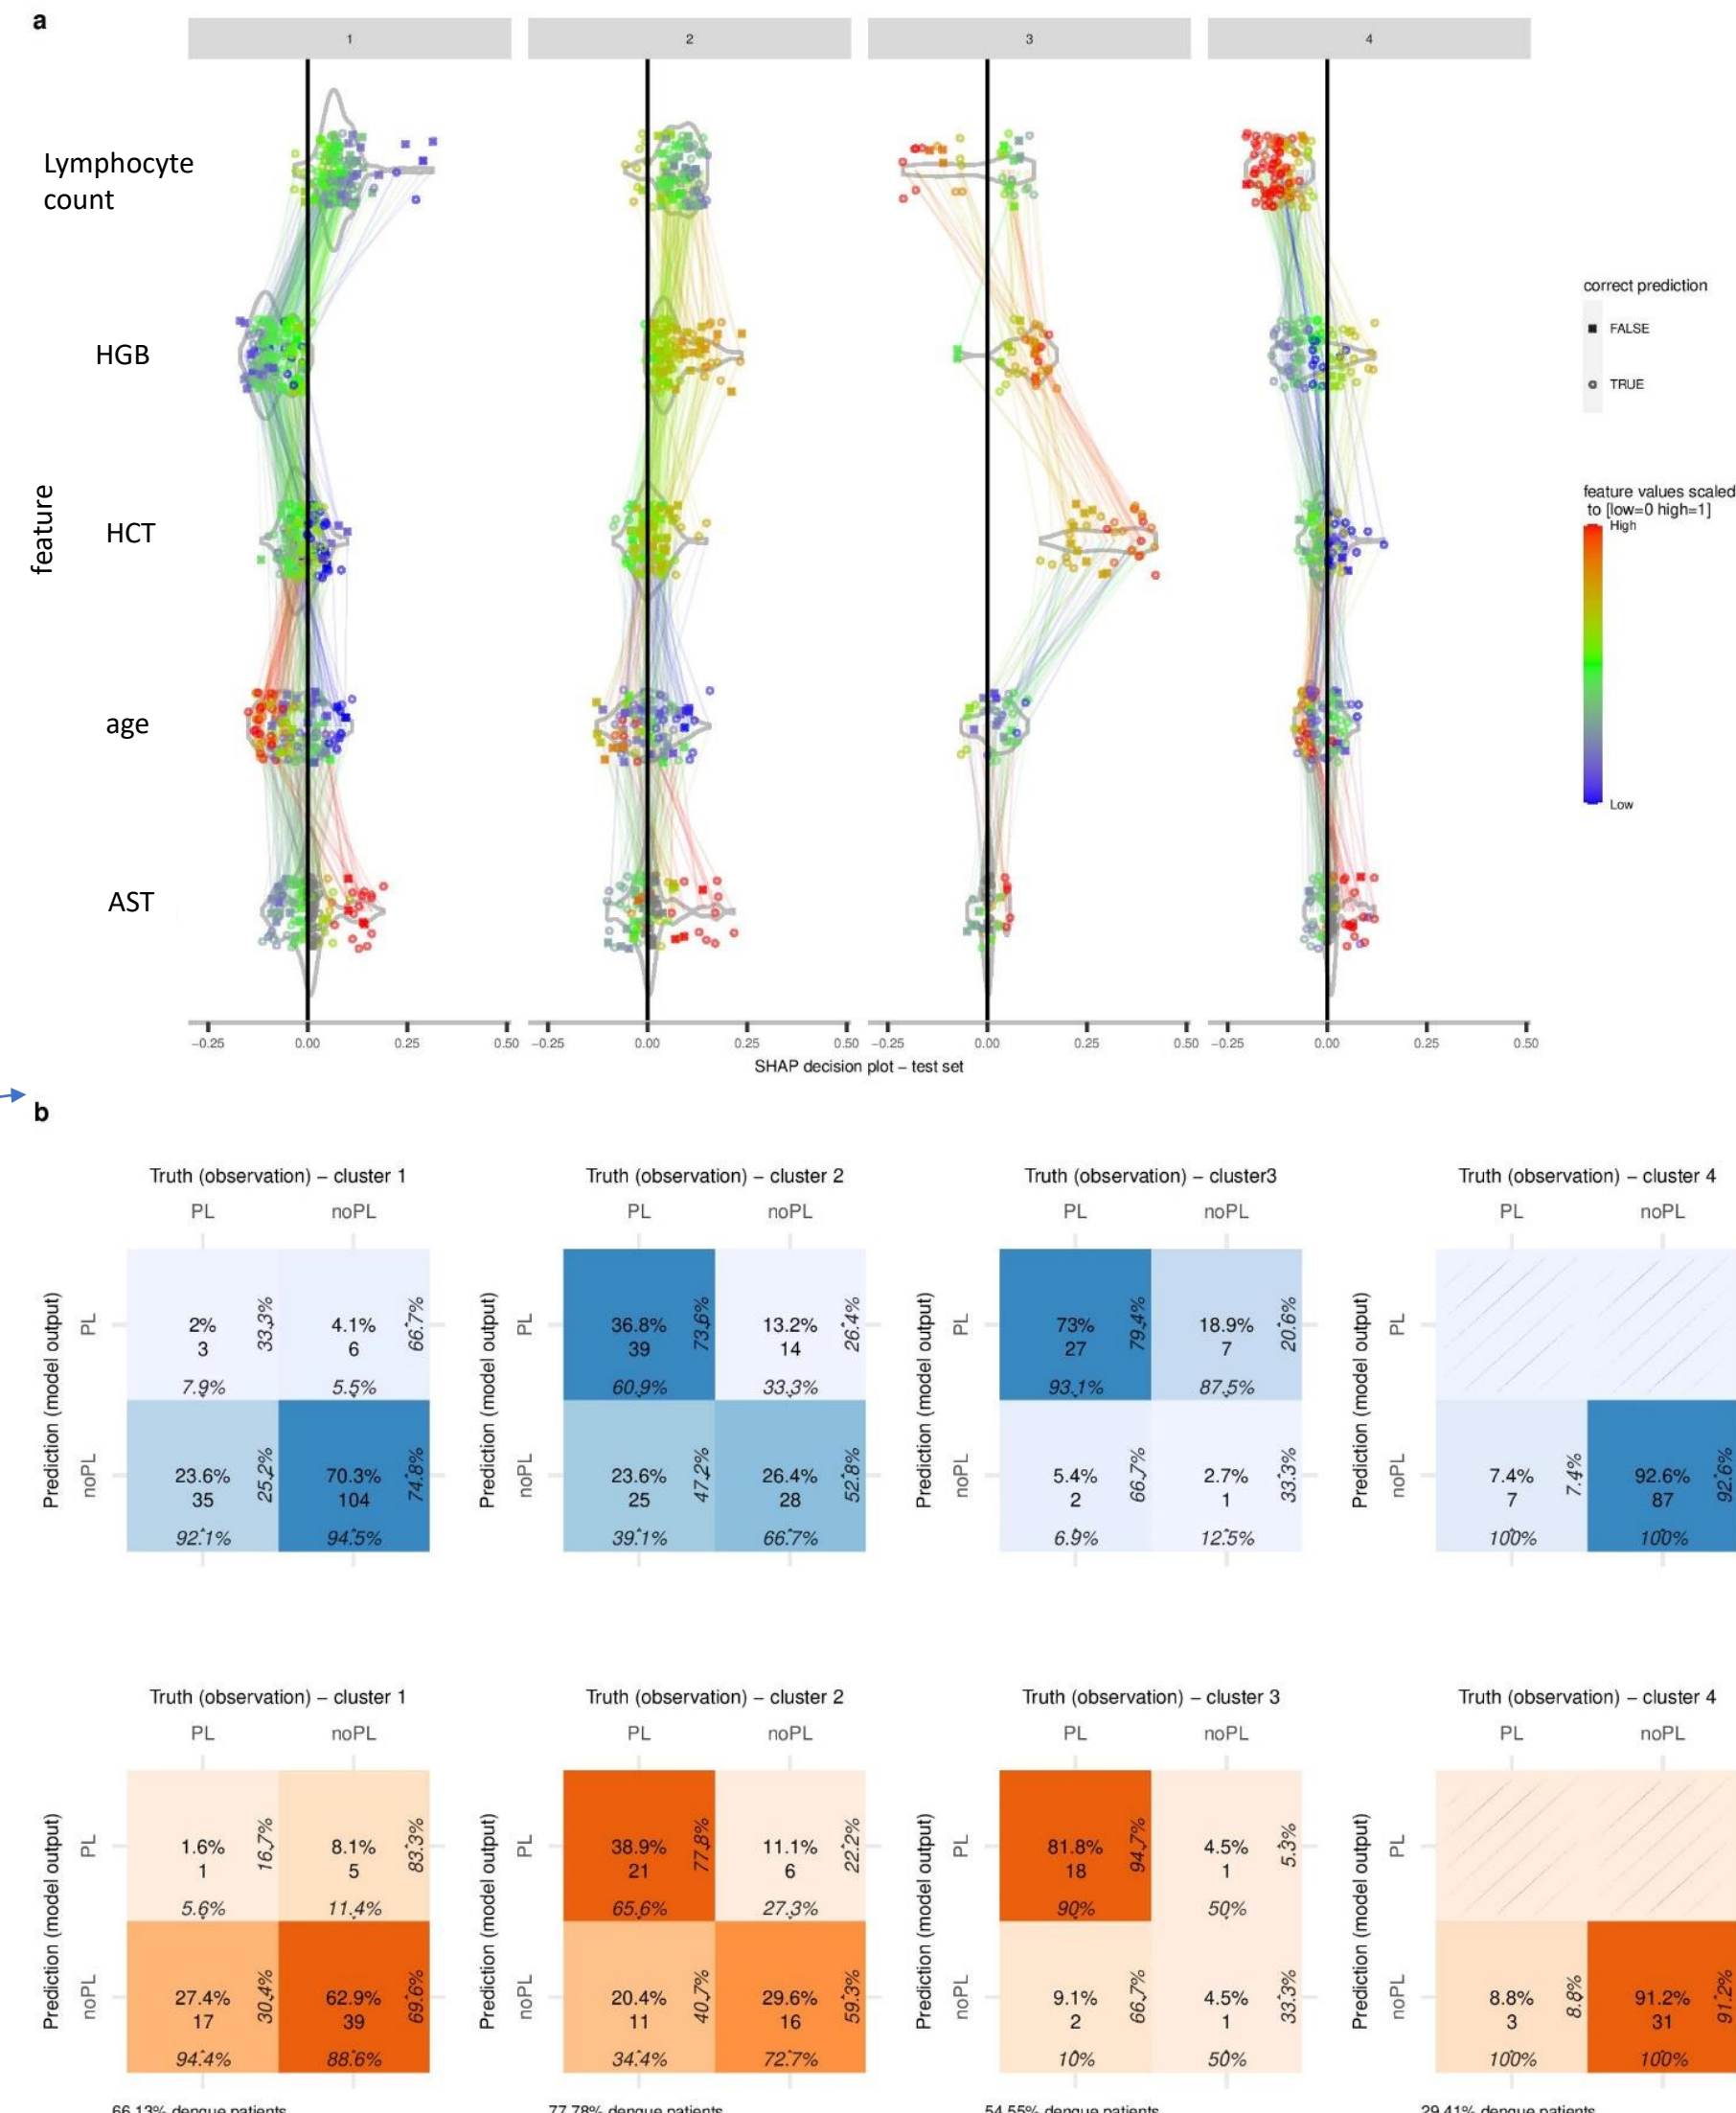 a
1 2 3 4
Lymphocyte
count
HGB
HCT
age
AST
feature
correct prediction
FALSE
TRUE
feature values scaled
to [low=0 high=1]
High
Low
−0.25 0.00 0.25 0.50 −0.25 0.00 0.25 0.50 −0.25 0.00 0.25 0.50 −0.25 0.00 0.25 0.50
SHAP decision plot – test set
b
Truth (observation) – cluster 1
PL noPL
Prediction (model output)
PL
noPL
2% 33.3% 4.1% 66.7%
3 6
7.9% 5.5%
23.6% 25.2% 70.3% 74.8%
35 104
92.1% 94.5%
Truth (observation) – cluster 2
PL noPL
Prediction (model output)
PL
noPL
36.8% 73.6% 13.2% 26.4%
39 14
60.9% 33.3%
23.6% 47.2% 26.4% 52.8%
25 28
39.1% 66.7%
Truth (observation) – cluster3
PL noPL
Prediction (model output)
PL
noPL
73% 79.4% 18.9% 20.6%
27 7
93.1% 87.5%
5.4% 66.7% 2.7% 33.3%
2 1
6.9% 12.5%
Truth (observation) – cluster 4
PL noPL
Prediction (model output)
PL
noPL
7.4% 7.4% 92.6% 92.6%
7 87
100% 100%
Truth (observation) – cluster 1
PL noPL
Prediction (model output)
PL
noPL
1.6% 16.7% 8.1% 83.3%
1 5
5.6% 11.4%
27.4% 30.4% 62.9% 69.6%
17 39
94.4% 88.6%
66.13% dengue patients
Truth (observation) – cluster 2
PL noPL
Prediction (model output)
PL
noPL
38.9% 77.8% 11.1% 22.2%
21 6
65.6% 27.3%
20.4% 40.7% 29.6% 59.3%
11 16
34.4% 72.7%
77.78% dengue patients
Truth (observation) – cluster 3
PL noPL
Prediction (model output)
PL
noPL
81.8% 94.7% 4.5% 5.3%
18 1
90% 50%
9.1% 66.7% 4.5% 33.3%
2 1
10% 50%
54.55% dengue patients
Truth (observation) – cluster 4
PL noPL
Prediction (model output)
PL
noPL
8.8% 8.8% 91.2% 91.2%
3 31
100% 100%
29.41% dengue patients